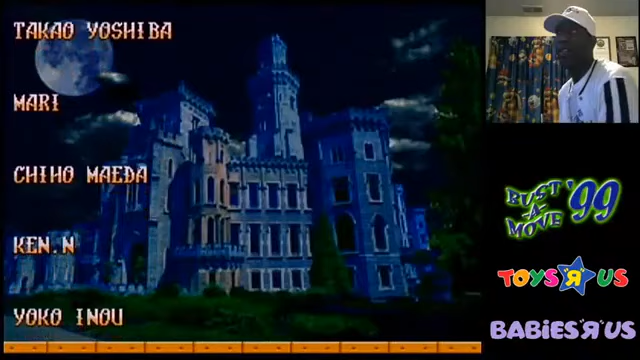 TAKAO YOSHIBA
MARI
CHIHO MAEDA
KEN.N
YOKO INOU
BUST
A
MOVE '99
TOYS "R" US
BABIES "R" US